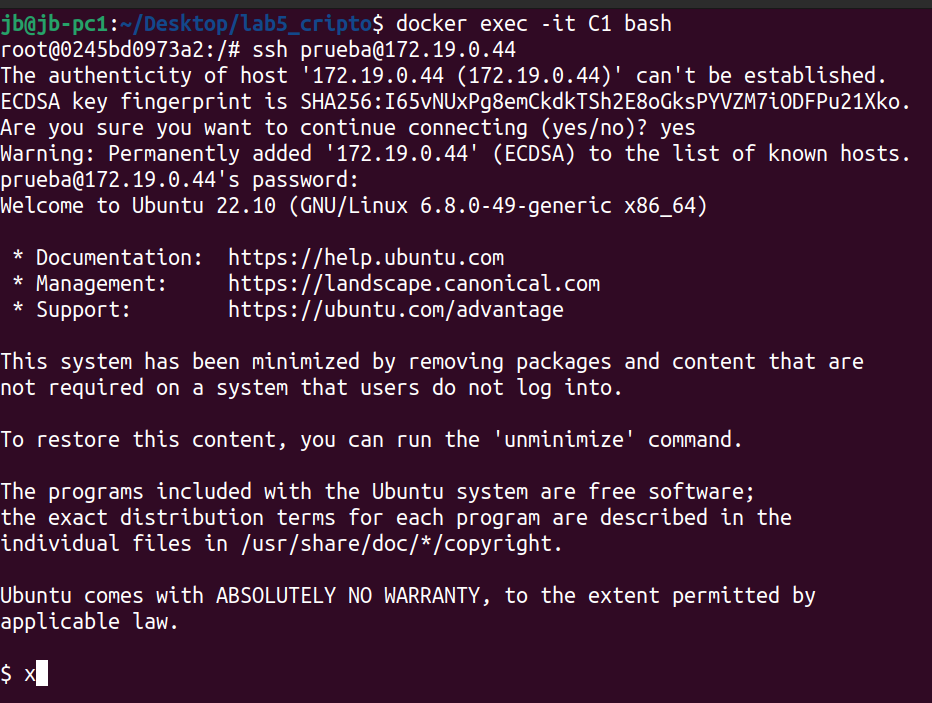 jb@jb-pc1:~/Desktop/lab5_cripto$ docker exec -it C1 bash
root@0245bd0973a2:/# ssh prueba@172.19.0.44
The authenticity of host '172.19.0.44 (172.19.0.44)' can't be established.
ECDSA key fingerprint is SHA256:I65vNUxPg8emCkdkTSh2E8oGksPYVZM7iODFPu21Xko.
Are you sure you want to continue connecting (yes/no)? yes
Warning: Permanently added '172.19.0.44' (ECDSA) to the list of known hosts.
prueba@172.19.0.44's password:
Welcome to Ubuntu 22.10 (GNU/Linux 6.8.0-49-generic x86_64)
 * Documentation:  https://help.ubuntu.com
 * Management:     https://landscape.canonical.com
 * Support:        https://ubuntu.com/advantage
This system has been minimized by removing packages and content that are
not required on a system that users do not log into.
To restore this content, you can run the 'unminimize' command.
The programs included with the Ubuntu system are free software;
the exact distribution terms for each program are described in the
individual files in /usr/share/doc/*/copyright.
Ubuntu comes with ABSOLUTELY NO WARRANTY, to the extent permitted by
applicable law.
$ x